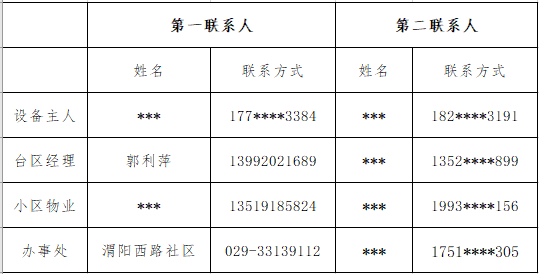 第一联系人 第二联系人
姓名 联系方式 姓名 联系方式
设备主人 *** 177****3384 *** 182****3191
台区经理 郭利萍 13992021689 *** 1352****899
小区物业 *** 13519185824 *** 1993****156
办事处 渭阳西路社区 029-33139112 *** 1751****305